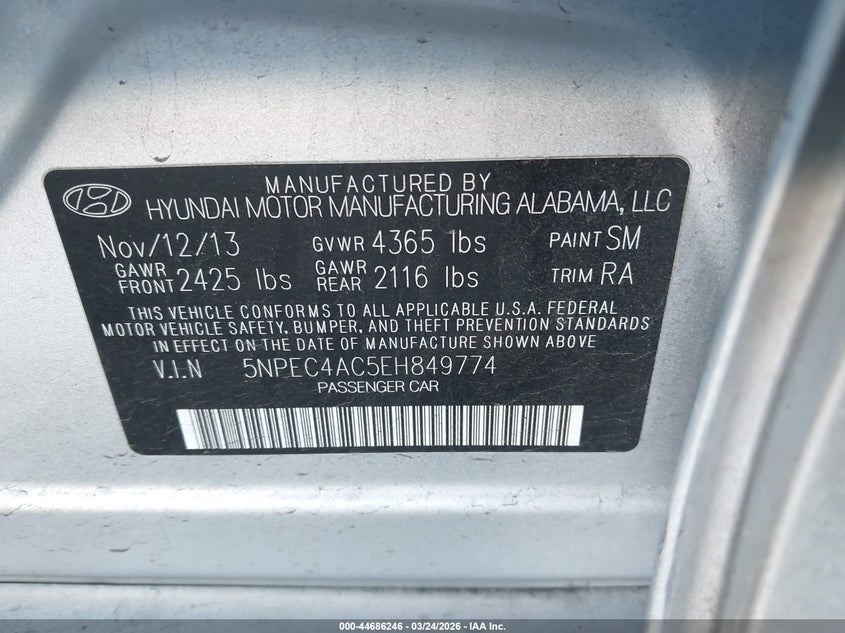 MANUFACTURED BY
HYUNDAI MOTOR MANUFACTURING ALABAMA, LLC
Nov/12/13 GVWR 4365 lbs PAINT SM
GAWR FRONT 2425 lbs GAWR REAR 2116 lbs TRIM RA
THIS VEHICLE CONFORMS TO ALL APPLICABLE U.S.A. FEDERAL
MOTOR VEHICLE SAFETY, BUMPER, AND THEFT PREVENTION STANDARDS
IN EFFECT ON THE DATE OF MANUFACTURE SHOWN ABOVE
V.I.N 5NPEC4AC5EH849774
PASSENGER CAR
000-44686246 - 03/24/2026 - IAA Inc.